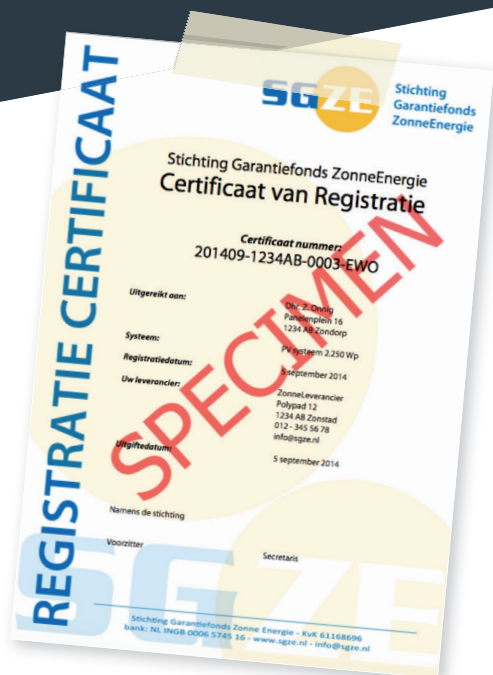 REGISTRATIE CERTIFICAAT
SGZE
Stichting
Garantiefonds
ZonneEnergie
Stichting Garantiefonds ZonneEnergie
Certificaat van Registratie
Certificaat nummer:
201409-1234AB-0003-EWO
Uitgereikt aan:
Dhr. Z. Onnig
Panelenplein 16
1234 AB Zondorp
Systeem:
PV systeem 2.250 Wp
Registratiedatum:
5 september 2014
Uw leverancier:
ZonneLeverancier
Polypad 12
1234 AB Zonstad
012 - 345 56 78
info@sgze.nl
Uitgiftedatum:
5 september 2014
SPECIMEN
Namens de stichting
Voorzitter
Secretaris
SGZE
Stichting Garantiefonds Zonne Energie - KvK 61168696
bank: NL INGB 0006 5745 16 - www.sgze.nl - info@sgze.nl